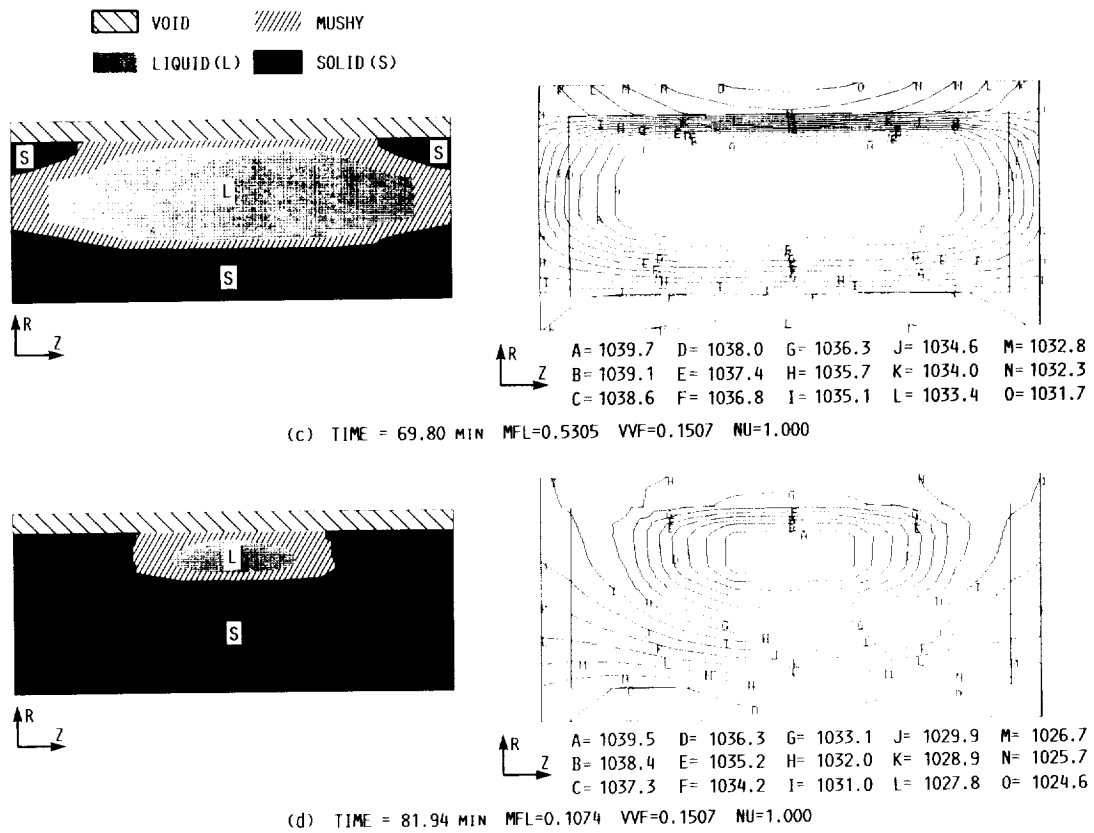 VOID MUSHY
LIQUID(L) SOLID(S)
S S
L
S
R
Z
R
Z
A= 1039.7 D= 1038.0 G= 1036.3 J= 1034.6 M= 1032.8
B= 1039.1 E= 1037.4 H= 1035.7 K= 1034.0 N= 1032.3
C= 1038.6 F= 1036.8 I= 1035.1 L= 1033.4 O= 1031.7
(c) TIME = 69.80 MIN MFL=0.5305 VVF=0.1507 NU=1.000
L
S
R
Z
R
Z
A= 1039.5 D= 1036.3 G= 1033.1 J= 1029.9 M= 1026.7
B= 1038.4 E= 1035.2 H= 1032.0 K= 1028.9 N= 1025.7
C= 1037.3 F= 1034.2 I= 1031.0 L= 1027.8 O= 1024.6
(d) TIME = 81.94 MIN MFL=0.1074 VVF=0.1507 NU=1.000